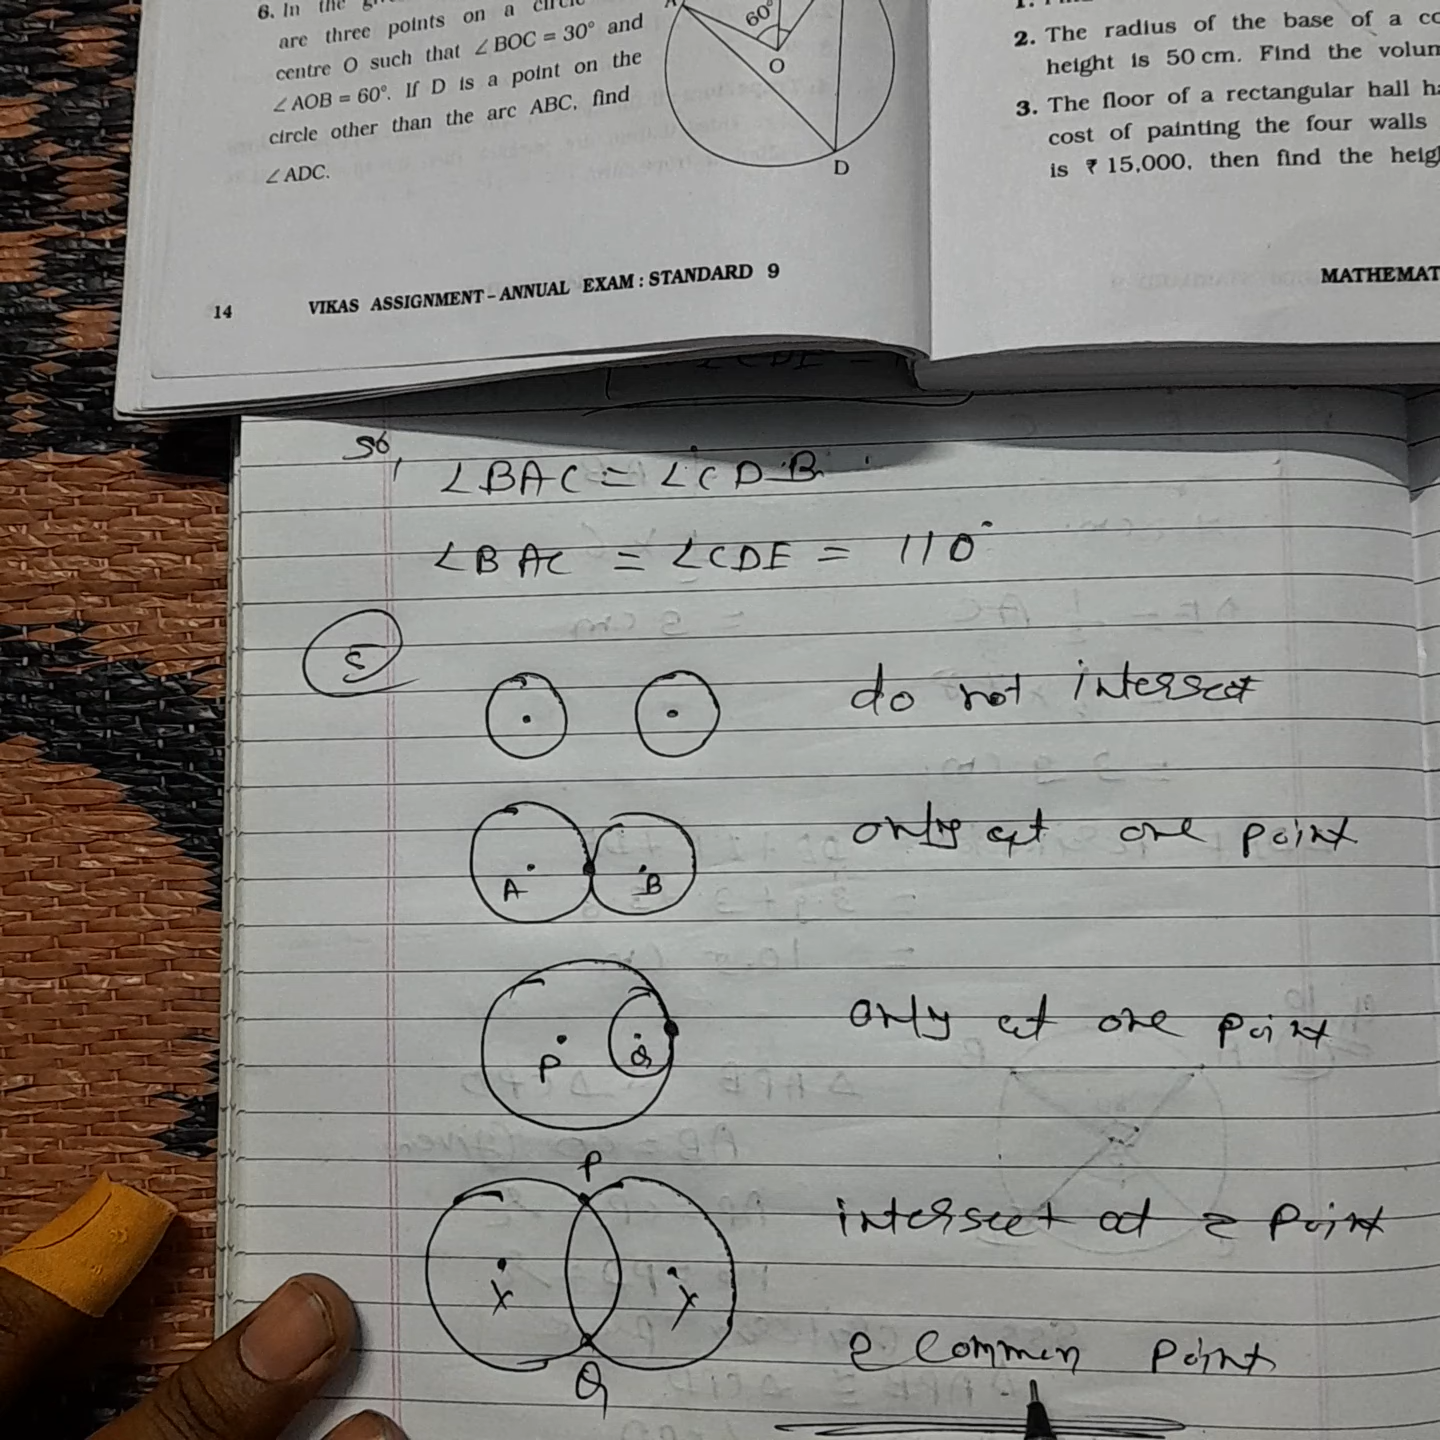 6. In the
are three points on a circle
centre O such that ∠BOC = 30° and
∠AOB = 60°. If D is a point on the
circle other than the arc ABC, find
∠ADC.
60°
O
D
14 VIKAS ASSIGNMENT – ANNUAL EXAM : STANDARD 9
2. The radius of the base of a
height is 50 cm. Find the
3. The floor of a rectangular hall
cost of painting the four walls
is ₹ 15,000, then find the
MATHEMAT
So,
∠BAC = ∠CDB
∠BAC = ∠CDE = 110°
5
do not intersect
A B only at one point
P Q only at one point
P
X Y intersect at 2 point
Q
2 common point